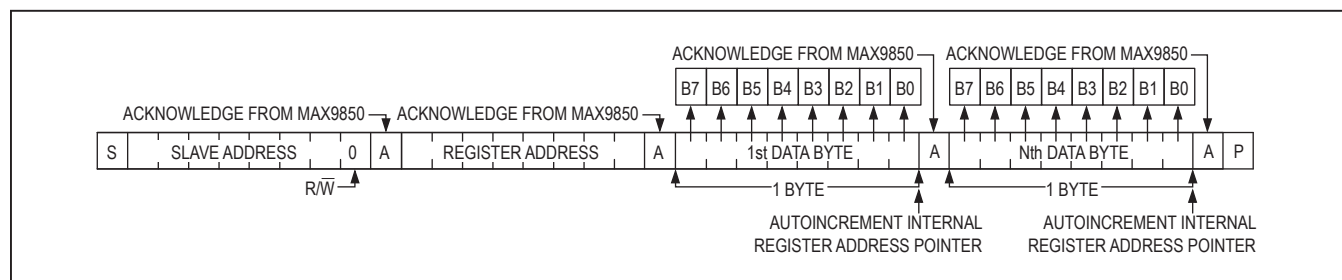 ACKNOWLEDGE FROM MAX9850 ACKNOWLEDGE FROM MAX9850
B7 B6 B5 B4 B3 B2 B1 B0 B7 B6 B5 B4 B3 B2 B1 B0
ACKNOWLEDGE FROM MAX9850 ACKNOWLEDGE FROM MAX9850
S SLAVE ADDRESS 0 A REGISTER ADDRESS A 1st DATA BYTE A Nth DATA BYTE A P
R/W̅ 1 BYTE 1 BYTE
AUTOINCREMENT INTERNAL AUTOINCREMENT INTERNAL
REGISTER ADDRESS POINTER REGISTER ADDRESS POINTER